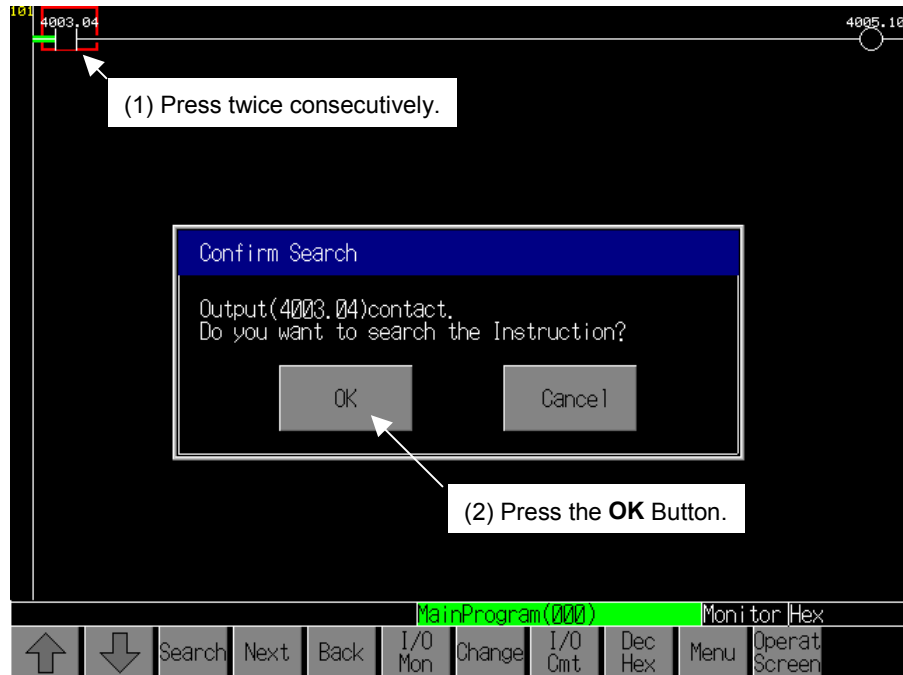 101
4003.04
4005.10
(1) Press twice consecutively.
Confirm Search
Output(4003.04)contact.
Do you want to search the Instruction?
OK
Cancel
(2) Press the OK Button.
MainProgram(000)
Monitor
Hex
Search
Next
Back
I/O
Mon
Change
I/O
Cmt
Dec
Hex
Menu
Operat
Screen